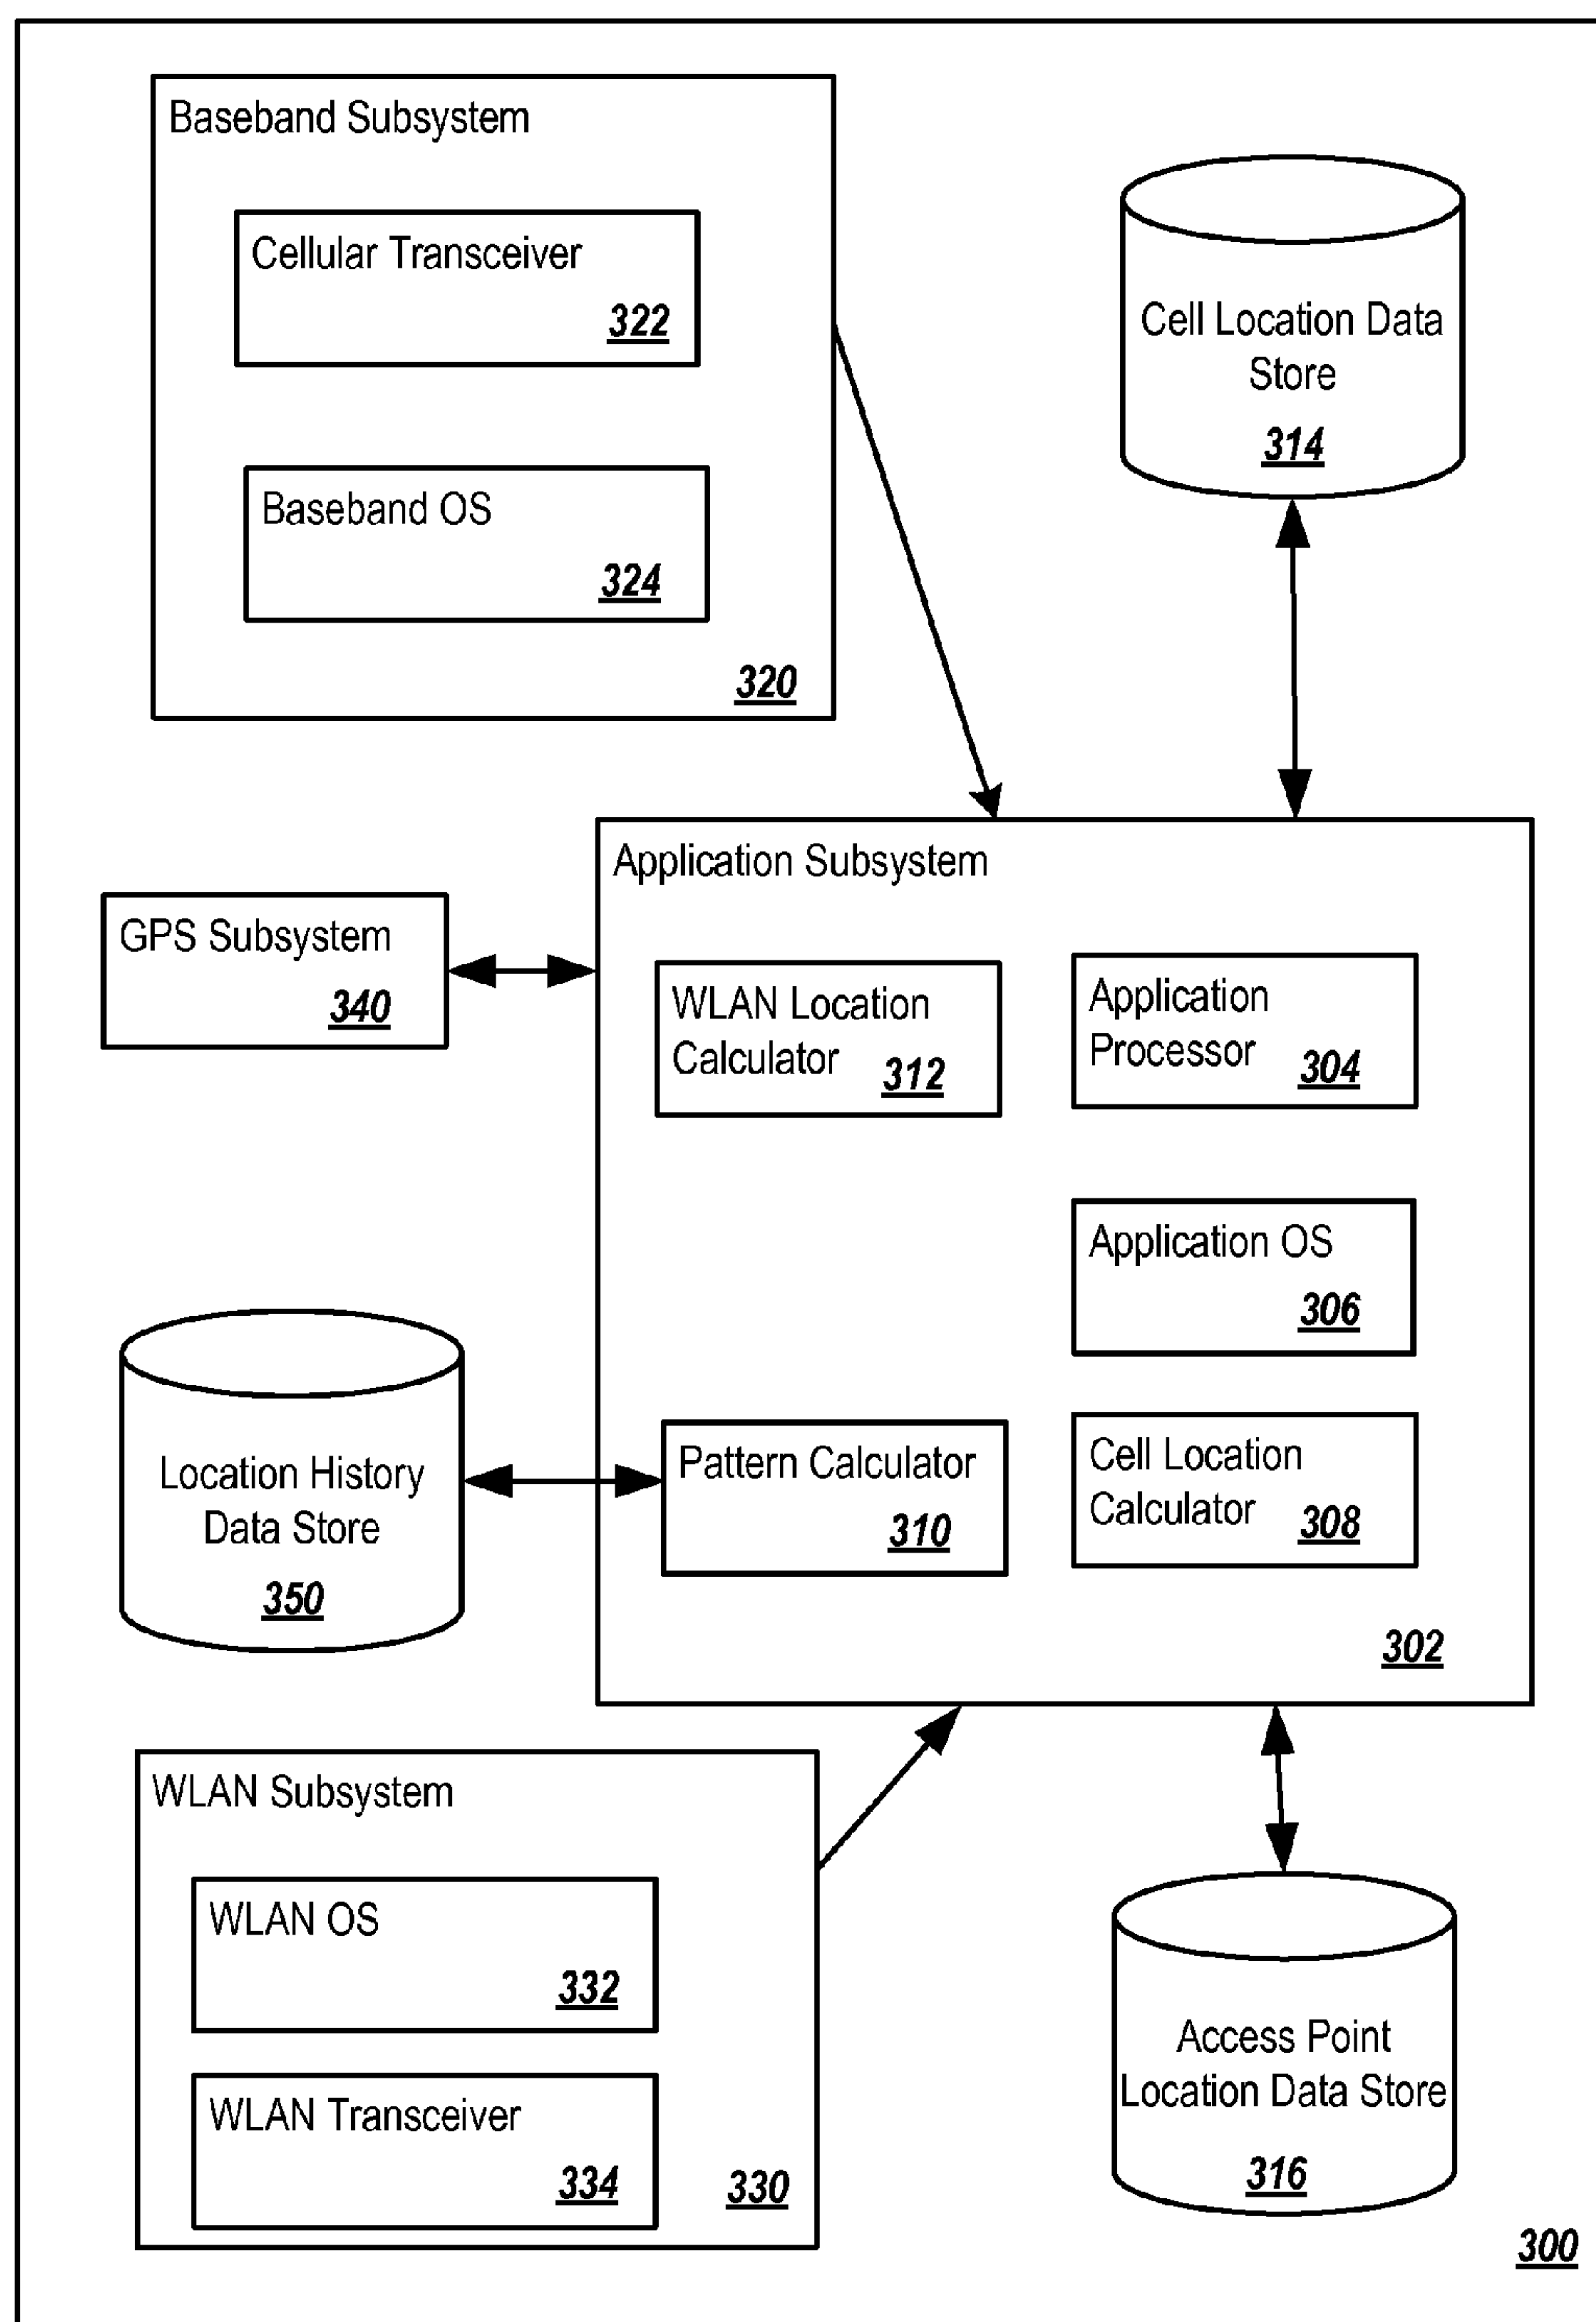 Baseband Subsystem
Cellular Transceiver
322
Baseband OS
324
320
Cell Location Data
Store
314
Application Subsystem
GPS Subsystem
340
WLAN Location
Calculator 312
Application
Processor 304
Application OS
306
Location History
Data Store
350
Pattern Calculator
310
Cell Location
Calculator 308
302
WLAN Subsystem
WLAN OS
332
WLAN Transceiver
334
330
Access Point
Location Data Store
316
300